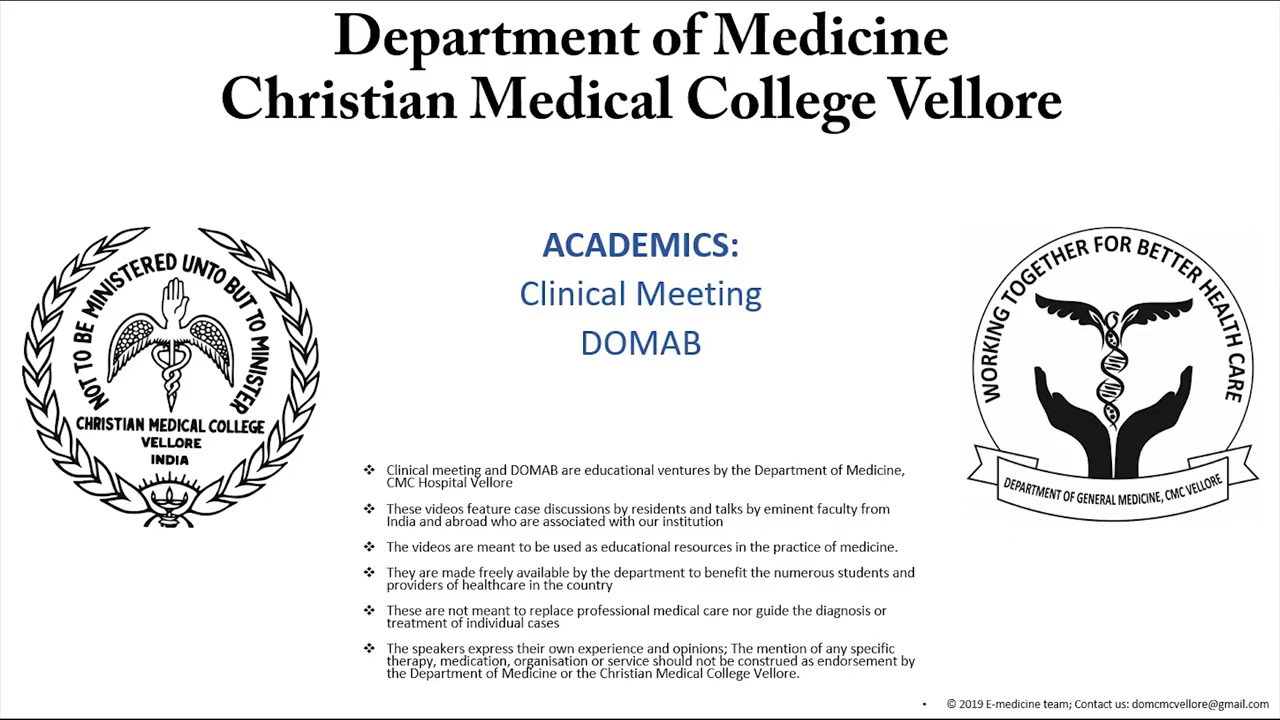 Department of Medicine
Christian Medical College Vellore
NOT TO BE MINISTERED UNTO BUT TO MINISTER
CHRISTIAN MEDICAL COLLEGE
VELLORE
INDIA
ACADEMICS:
Clinical Meeting
DOMAB
WORKING TOGETHER FOR BETTER HEALTH CARE
DEPARTMENT OF GENERAL MEDICINE, CMC VELLORE
❖ Clinical meeting and DOMAB are educational ventures by the Department of Medicine,
CMC Hospital Vellore
❖ These videos feature case discussions by residents and talks by eminent faculty from
India and abroad who are associated with our institution
❖ The videos are meant to be used as educational resources in the practice of medicine.
❖ They are made freely available by the department to benefit the numerous students and
providers of healthcare in the country
❖ These are not meant to replace professional medical care nor guide the diagnosis or
treatment of individual cases
❖ The speakers express their own experience and opinions; The mention of any specific
therapy, medication, organisation or service should not be construed as endorsement by
the Department of Medicine or the Christian Medical College Vellore.
• © 2019 E-medicine team; Contact us: domcmcvellore@gmail.com